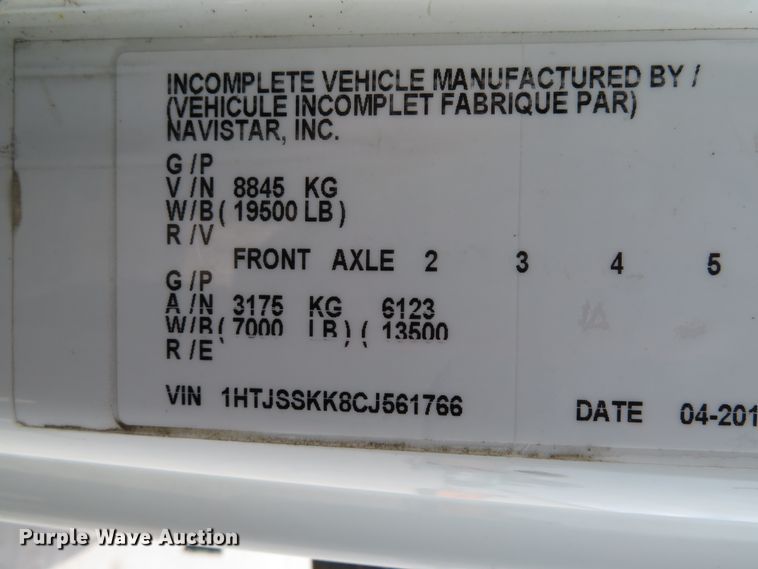 INCOMPLETE VEHICLE MANUFACTURED BY /
(VEHICULE INCOMPLET FABRIQUE PAR)
NAVISTAR, INC.
G /P
V /N 8845 KG
W/B ( 19500 LB )
R /V
FRONT AXLE 2 3 4 5
G /P
A /N 3175 KG 6123
W/B ( 7000 LB ) ( 13500
R /E
VIN 1HTJSSKK8CJ561766 DATE 04-201
Purple Wave Auction